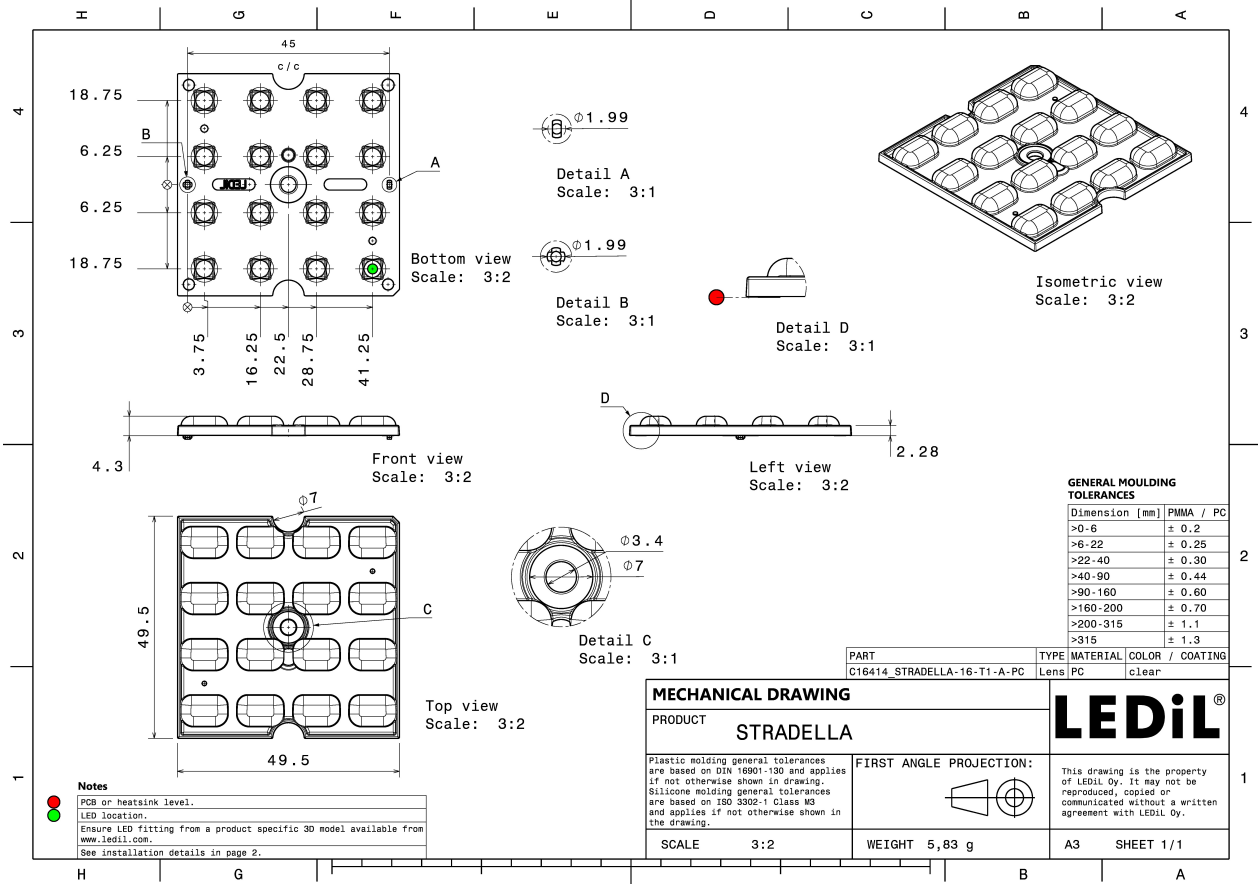 H G F E D C B A
4
3
2
1
45
c / c
18.75
6.25
6.25
18.75
B
A
LEDiL
3.75
16.25
22.5
28.75
41.25
Bottom view
Scale: 3:2
Ø1.99
Detail A
Scale: 3:1
Ø1.99
Detail B
Scale: 3:1
Detail D
Scale: 3:1
Isometric view
Scale: 3:2
4
3
2
1
4.3
Front view
Scale: 3:2
D
2.28
Left view
Scale: 3:2
Ø7
49.5
C
49.5
Top view
Scale: 3:2
Ø3.4
Ø7
Detail C
Scale: 3:1
GENERAL MOULDING
TOLERANCES
Dimension [mm] PMMA / PC
>0-6 ± 0.2
>6-22 ± 0.25
>22-40 ± 0.30
>40-90 ± 0.44
>90-160 ± 0.60
>160-200 ± 0.70
>200-315 ± 1.1
>315 ± 1.3
PART TYPE MATERIAL COLOR / COATING
C16414_STRADELLA-16-T1-A-PC Lens PC clear
MECHANICAL DRAWING
PRODUCT
STRADELLA
LEDiL®
Plastic molding general tolerances
are based on DIN 16901-130 and applies
if not otherwise shown in drawing.
Silicone molding general tolerances
are based on ISO 3302-1 Class M3
and applies if not otherwise shown in
the drawing.
FIRST ANGLE PROJECTION:
This drawing is the property
of LEDiL Oy. It may not be
reproduced, copied or
communicated without a written
agreement with LEDiL Oy.
SCALE 3:2
WEIGHT 5,83 g
A3 SHEET 1/1
Notes
PCB or heatsink level.
LED location.
Ensure LED fitting from a product specific 3D model available from
www.ledil.com.
See installation details in page 2.
H G B A